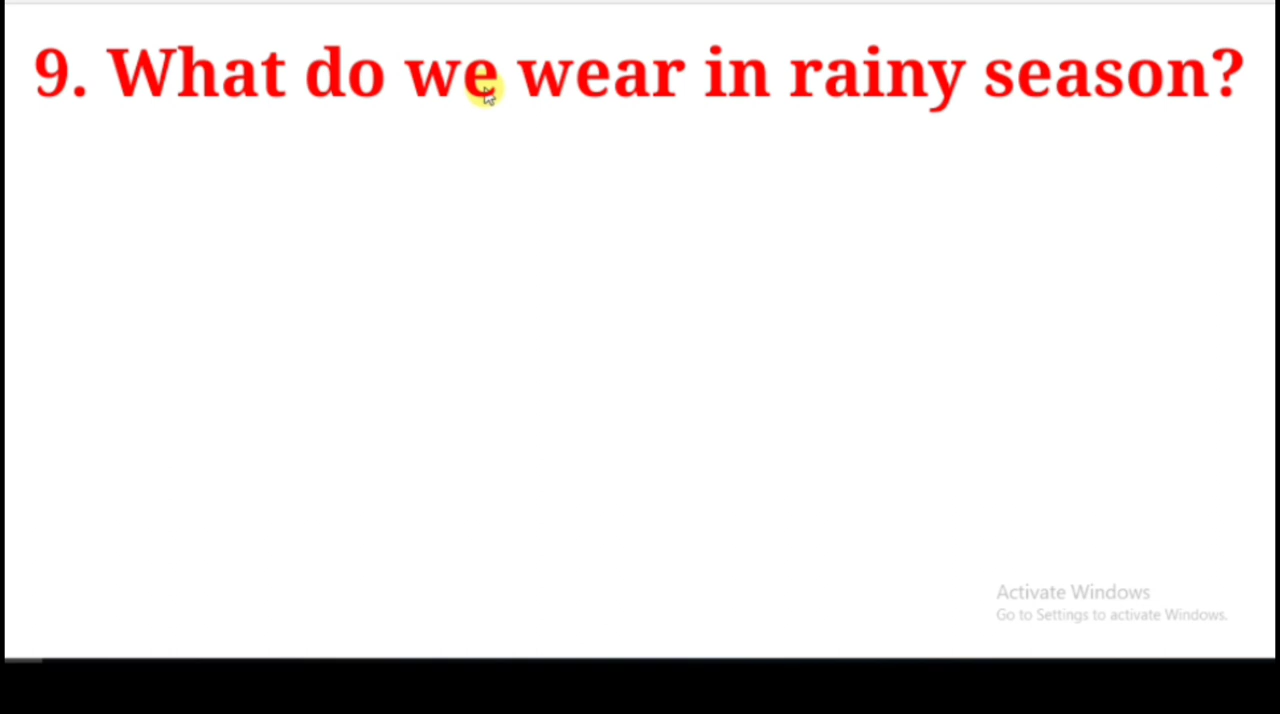 9. What do we wear in rainy season?
Activate Windows
Go to Settings to activate Windows.